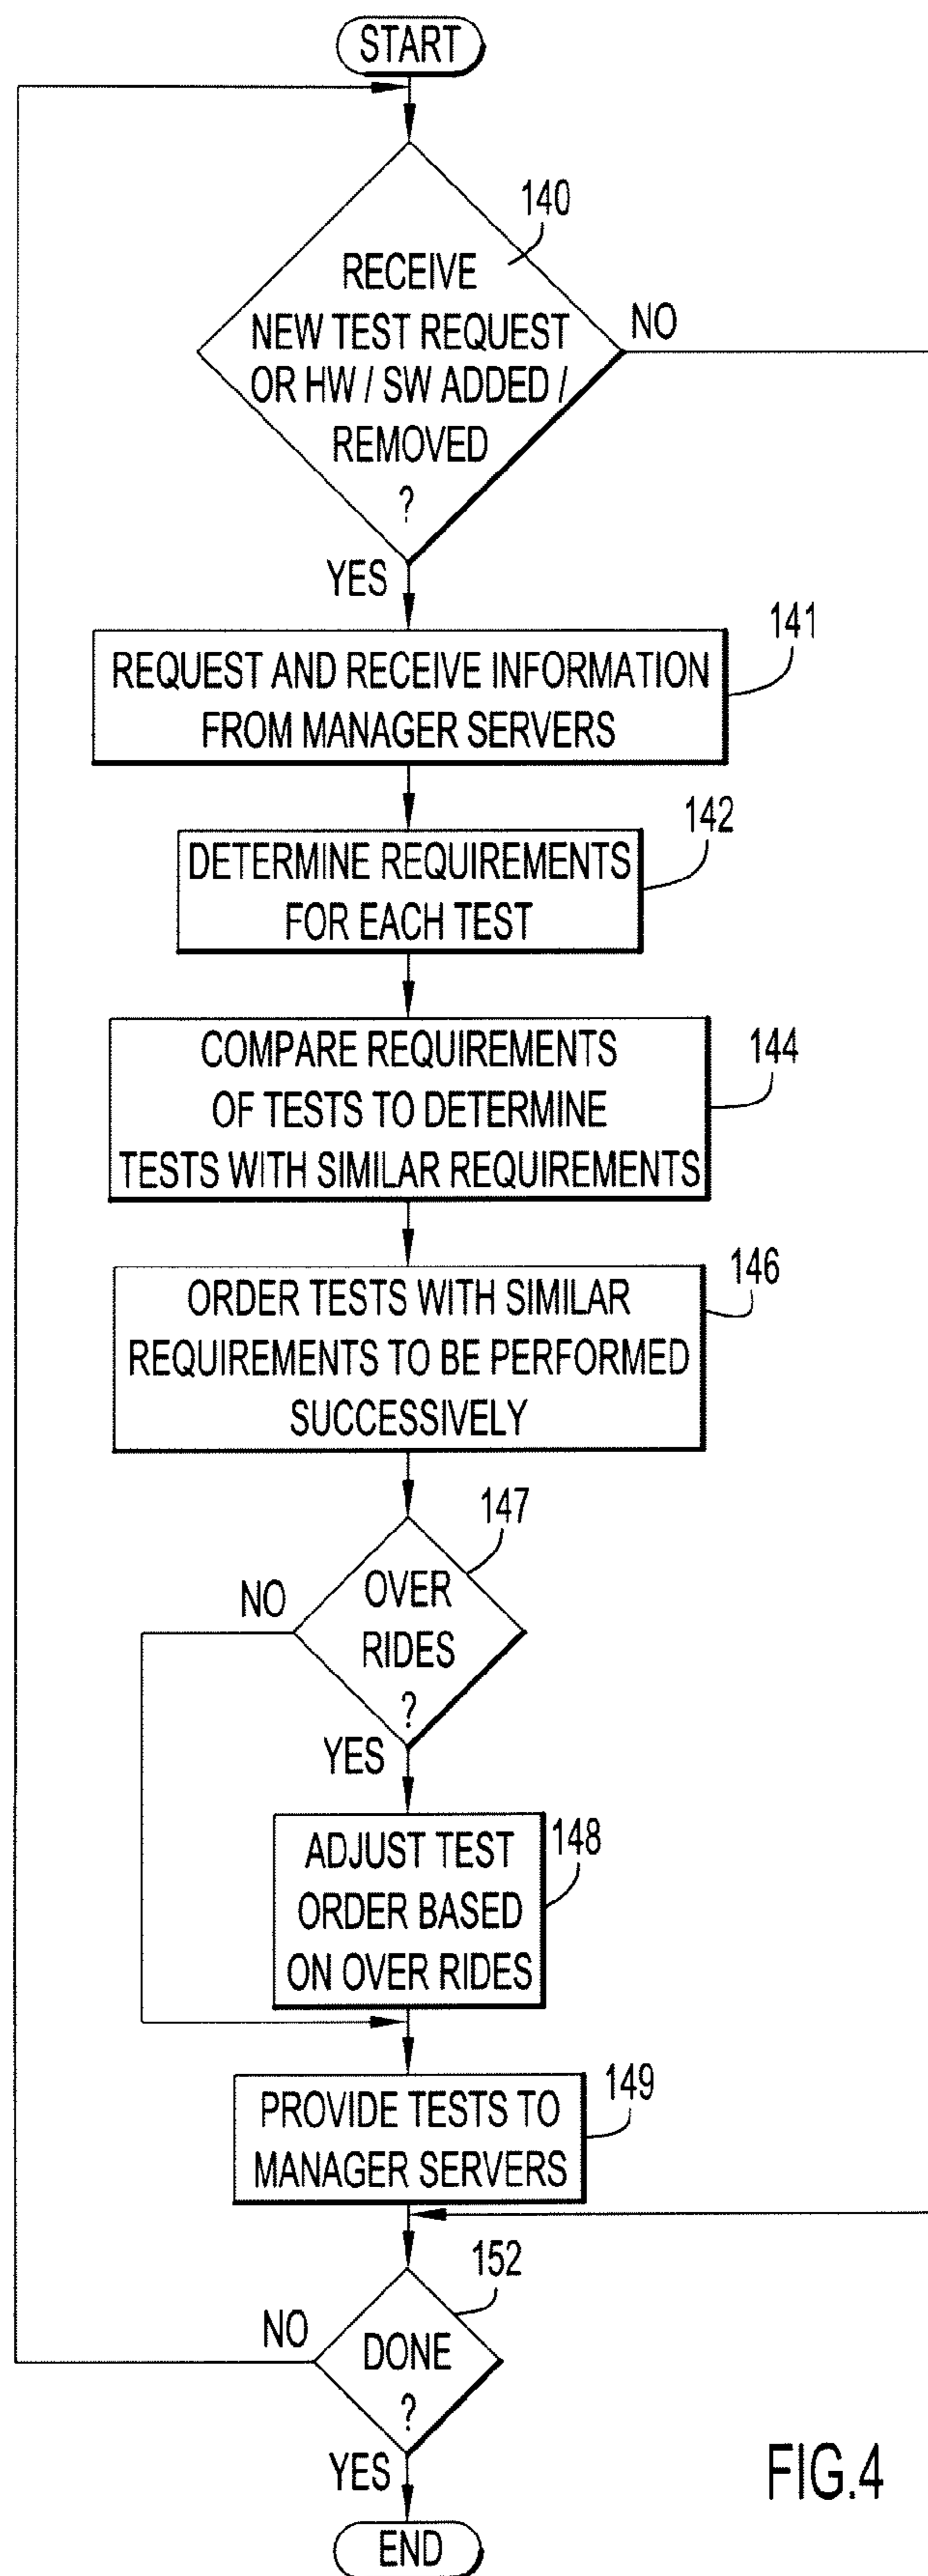 START
140
RECEIVE
NEW TEST REQUEST
OR HW / SW ADDED /
REMOVED
?
NO
YES
141
REQUEST AND RECEIVE INFORMATION
FROM MANAGER SERVERS
142
DETERMINE REQUIREMENTS
FOR EACH TEST
144
COMPARE REQUIREMENTS
OF TESTS TO DETERMINE
TESTS WITH SIMILAR REQUIREMENTS
146
ORDER TESTS WITH SIMILAR
REQUIREMENTS TO BE PERFORMED
SUCCESSIVELY
147
OVER
RIDES
?
NO
YES
148
ADJUST TEST
ORDER BASED
ON OVER RIDES
149
PROVIDE TESTS TO
MANAGER SERVERS
152
DONE
?
NO
YES
END
FIG.4